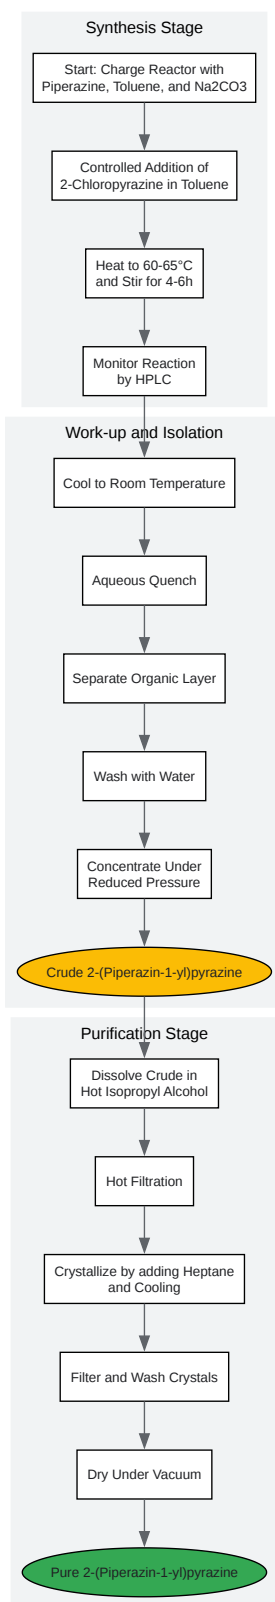 Synthesis Stage
Start: Charge Reactor with
Piperazine, Toluene, and Na2CO3
Controlled Addition of
2-Chloropyrazine in Toluene
Heat to 60-65°C
and Stir for 4-6h
Monitor Reaction
by HPLC
Work-up and Isolation
Cool to Room Temperature
Aqueous Quench
Separate Organic Layer
Wash with Water
Concentrate Under
Reduced Pressure
Crude 2-(Piperazin-1-yl)pyrazine
Purification Stage
Dissolve Crude in
Hot Isopropyl Alcohol
Hot Filtration
Crystallize by adding Heptane
and Cooling
Filter and Wash Crystals
Dry Under Vacuum
Pure 2-(Piperazin-1-yl)pyrazine